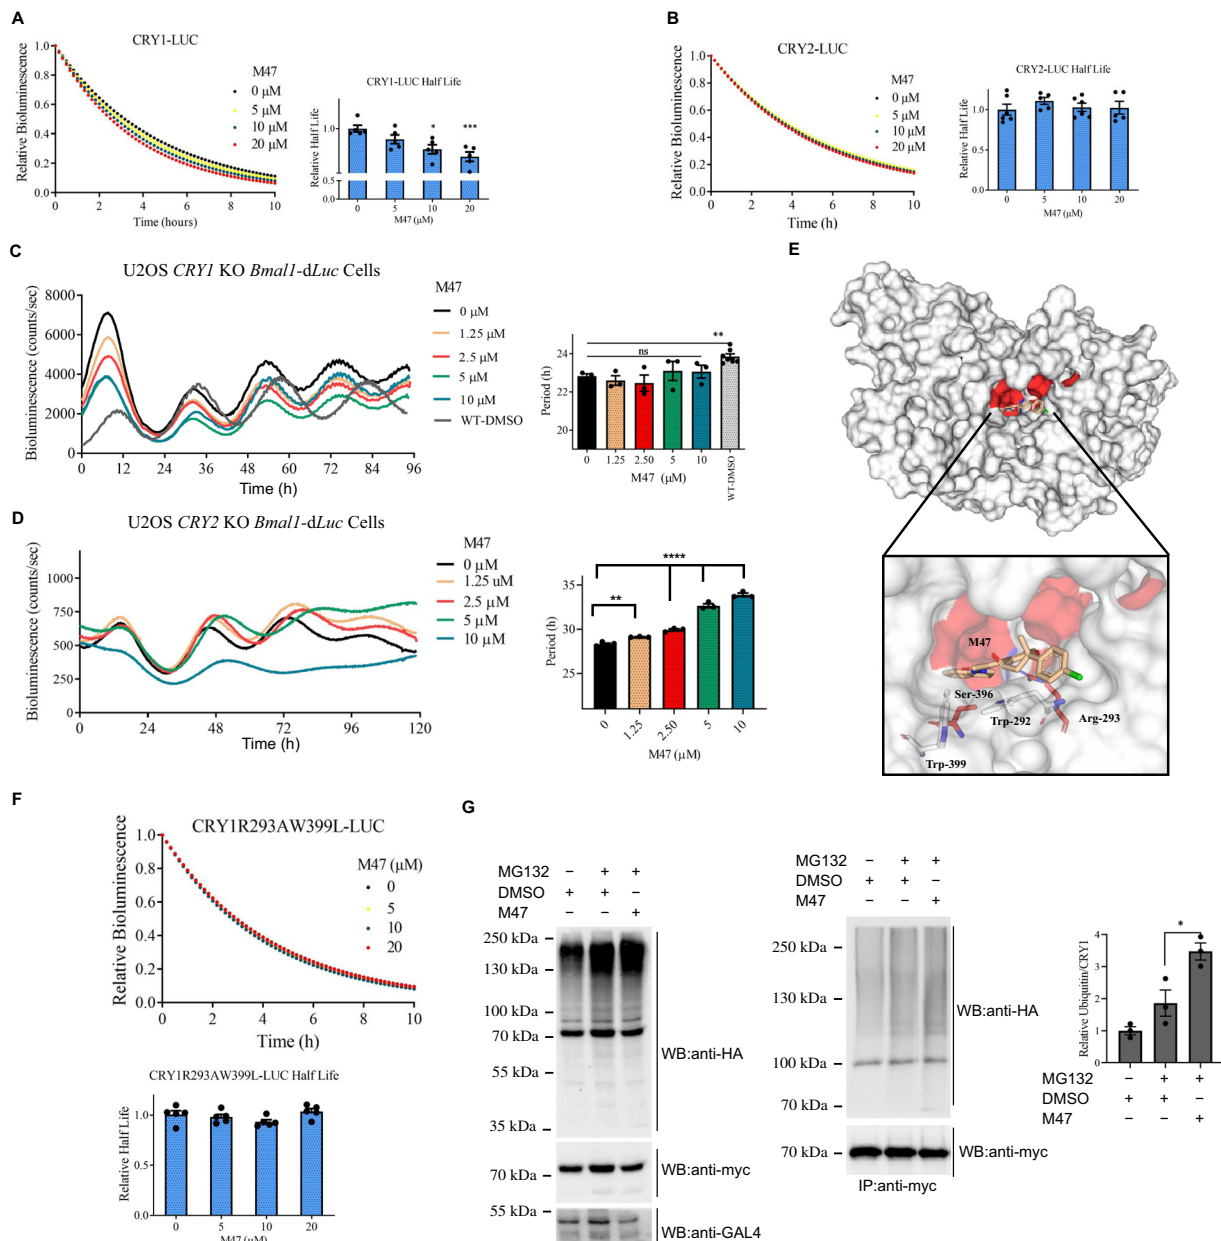 A
CRY1-LUC
Relative Bioluminescence
1.0
0.8
0.6
0.4
0.2
0.0
0 2 4 6 8 10
Time (hours)
M47
0 µM
5 µM
10 µM
20 µM
CRY1-LUC Half Life
Relative Half Life
1.0
0.5
0.0
* ***
0 5 10 20
M47 (µM)
B
CRY2-LUC
Relative Bioluminescence
1.0
0.8
0.6
0.4
0.2
0.0
0 2 4 6 8 10
Time (h)
M47
0 µM
5 µM
10 µM
20 µM
CRY2-LUC Half Life
Relative Half Life
1.0
0.5
0.0
0 5 10 20
M47 (µM)
C
U2OS CRY1 KO Bmal1-dLuc Cells
Bioluminescence (counts/sec)
8000
6000
4000
2000
0
0 12 24 36 48 60 72 84 96
Time (h)
M47
0 µM
1.25 µM
2.5 µM
5 µM
10 µM
WT-DMSO
Period (h)
24
22
20
**
ns
0 1.25 2.50 5 10 WT-DMSO
M47 (µM)
D
U2OS CRY2 KO Bmal1-dLuc Cells
Bioluminescence (counts/sec)
1000
750
500
250
0
0 24 48 72 96 120
Time (h)
M47
0 µM
1.25 uM
2.5 µM
5 µM
10 µM
Period (h)
35
30
25
**
****
0 1.25 2.50 5 10
M47 (µM)
E
M47
Ser-396
Trp-292
Arg-293
Trp-399
F
CRY1R293AW399L-LUC
Relative Bioluminescence
1.0
0.8
0.6
0.4
0.2
0.0
0 2 4 6 8 10
Time (h)
M47 (µM)
0
5
10
20
CRY1R293AW399L-LUC Half Life
Relative Half Life
1.0
0.5
0.0
0 5 10 20
M47 (µM)
G
MG132 – + +
DMSO + + –
M47 – – +
250 kDa
130 kDa
100 kDa
70 kDa
55 kDa
35 kDa
WB:anti-HA
70 kDa
WB:anti-myc
55 kDa
WB:anti-GAL4
MG132 – + +
DMSO + + –
M47 – – +
250 kDa
130 kDa
100 kDa
70 kDa
WB:anti-HA
70 kDa
WB:anti-myc
IP:anti-myc
Relative Ubiquitin/CRY1
4
3
2
1
0
*
MG132 – + +
DMSO + + –
M47 – – +